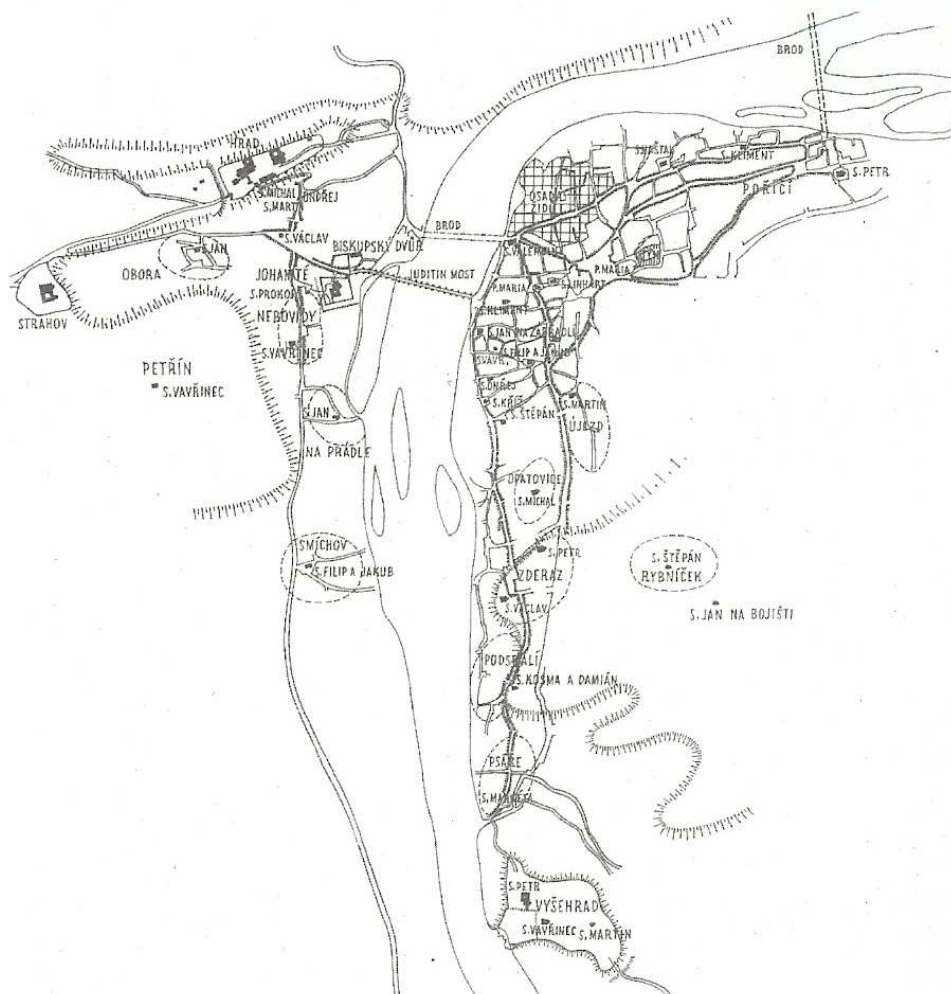 BROD
HRAD
S.MICHAL
S.MARTIN
ONDŘEJ
S.KLIMENT
S.PETR
POŘÍČÍ
OSADA
ŽIDŮ
S.VÁCLAV
BROD
S.VALENTIN
BISKUPSKÝ DVŮR
S.JAN
OBORA
JOHANITÉ
JUDITIN MOST
P.MARIA
P.MARIA
S.LINHART
S.PROKOP
NEBOVIDY
S.KLIMENT
STRAHOV
S.JAN NA ZÁBRADLÍ
S.VAVŘINEC
S.FILIP A JAKUB
S.VAVŘ.
PETŘÍN
S.VAVŘINEC
S.ONDŘEJ
S.KŘÍŽ
S.MARTIN
S.JAN
S.ŠTĚPÁN
ÚJEZD
NA PRÁDLE
OPATOVICE
S.MICHAL
SMÍCHOV
S.FILIP A JAKUB
S.PETR
ZDERAZ
S.ŠTĚPÁN
RYBNÍČEK
S.VÁCLAV
S.JAN NA BOJIŠTI
PODSKALÍ
S.KOSMA A DAMIÁN
PSÁŘE
S.PETR
VYŠEHRAD
S.VAVŘINEC
S.MARTIN